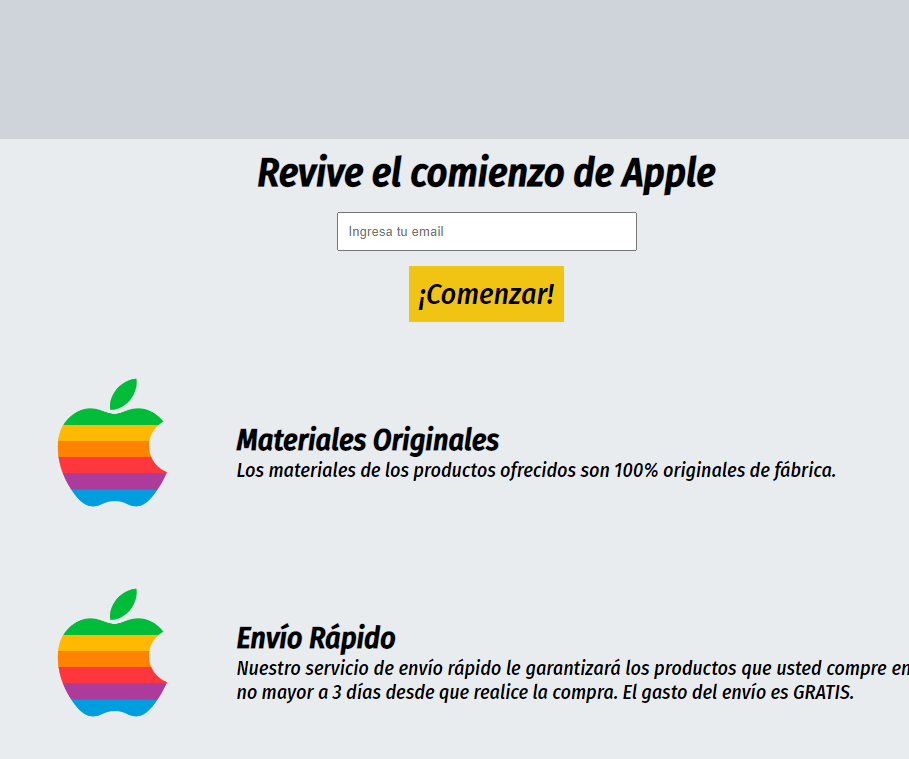 Revive el comienzo de Apple
Ingresa tu email
¡Comenzar!
Materiales Originales
Los materiales de los productos ofrecidos son 100% originales de fábrica.
Envío Rápido
Nuestro servicio de envío rápido le garantizará los productos que usted compre en
no mayor a 3 días desde que realice la compra. El gasto del envío es GRATIS.